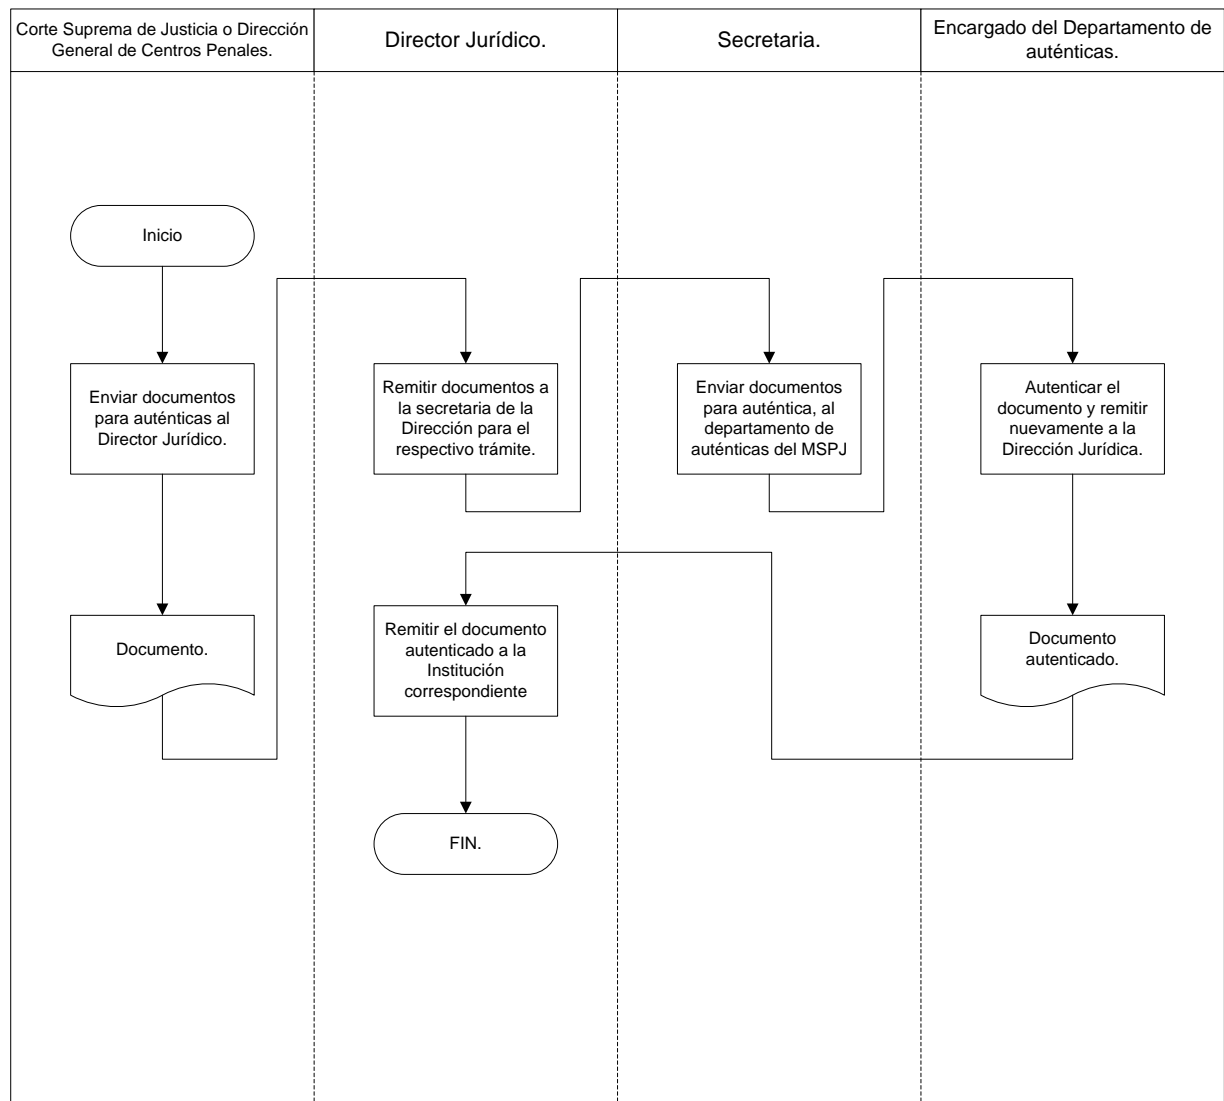 Corte Suprema de Justicia o Dirección
General de Centros Penales.
Director Jurídico.
Secretaria.
Encargado del Departamento de
auténticas.
Inicio
Enviar documentos
para auténticas al
Director Jurídico.
Remitir documentos a
la secretaria de la
Dirección para el
respectivo trámite.
Enviar documentos
para auténtica, al
departamento de
auténticas del MSPJ
Autenticar el
documento y remitir
nuevamente a la
Dirección Jurídica.
Documento.
Remitir el documento
autenticado a la
Institución
correspondiente
Documento
autenticado.
FIN.